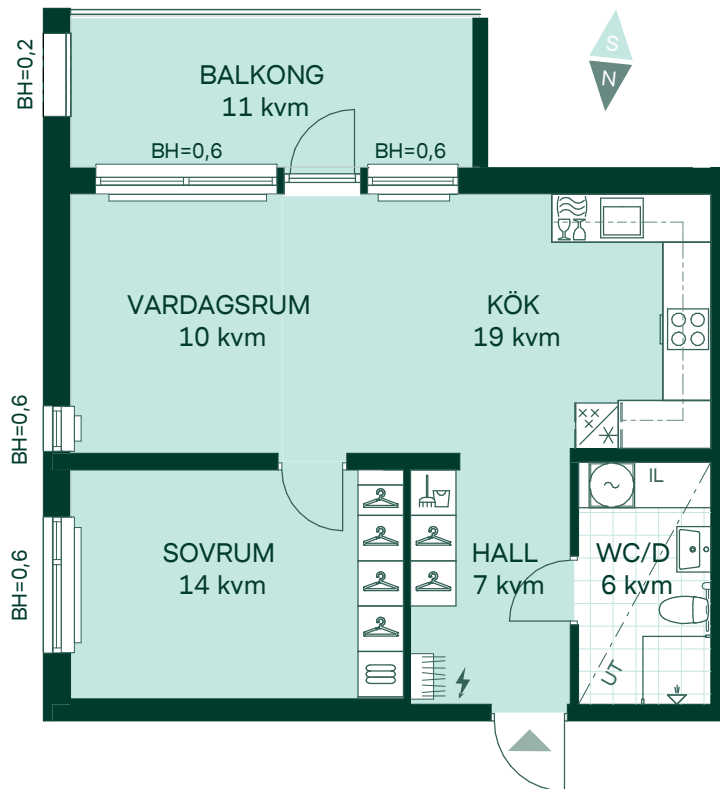 S
N
BH=0,2
BALKONG
11 kvm
BH=0,6
BH=0,6
VARDAGSRUM
10 kvm
KÖK
19 kvm
BH=0,6
IL
SOVRUM
14 kvm
HALL
7 kvm
WC/D
6 kvm
BH=0,6
UT